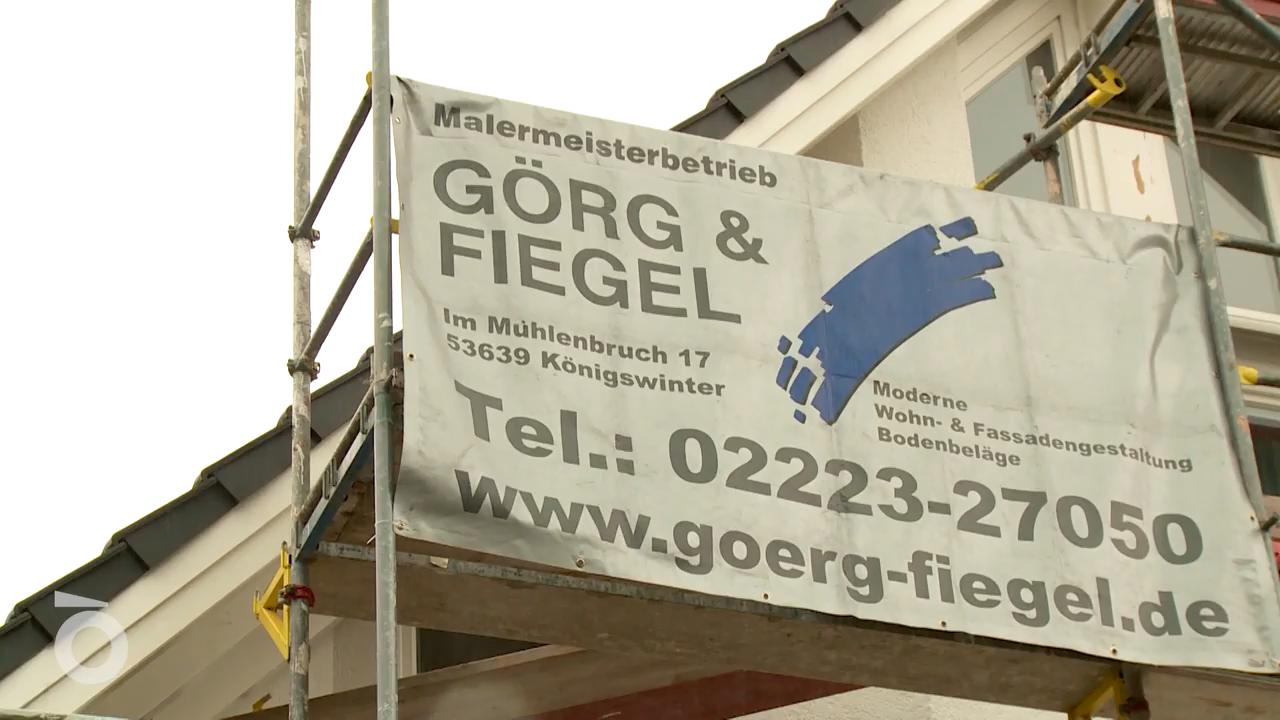 Malermeisterbetrieb
GÖRG &
FIEGEL
Im Mühlenbruch 17
53639 Königswinter
Moderne
Wohn- & Fassadengestaltung
Bodenbeläge
Tel.: 02223-27050
www.goerg-fiegel.de